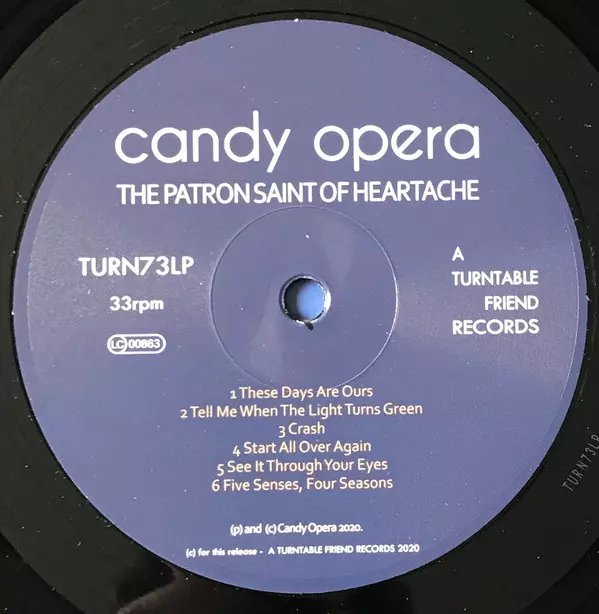 candy opera
THE PATRON SAINT OF HEARTACHE
TURN73LP
33rpm
LC 00863
A
TURNTABLE
FRIEND
RECORDS
1 These Days Are Ours
2 Tell Me When The Light Turns Green
3 Crash
4 Start All Over Again
5 See It Through Your Eyes
6 Five Senses, Four Seasons
(p) and (c) Candy Opera 2020.
(c) for this release - A TURNTABLE FRIEND RECORDS 2020
TURN73LP